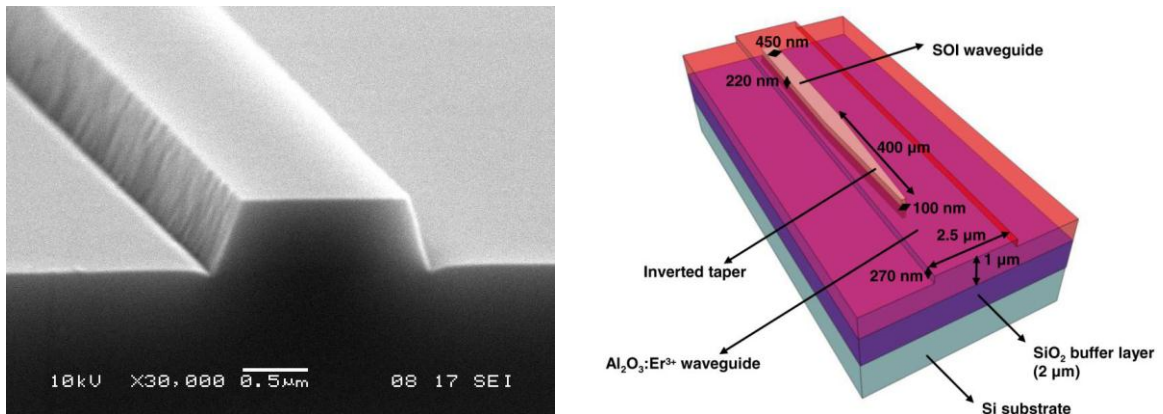 10kV X30,000 0.5µm 08 17 SEI
450 nm
SOI waveguide
220 nm
400 µm
100 nm
2.5 µm
Inverted taper
1 µm
270 nm
Al₂O₃:Er³⁺ waveguide
SiO₂ buffer layer
(2 µm)
Si substrate